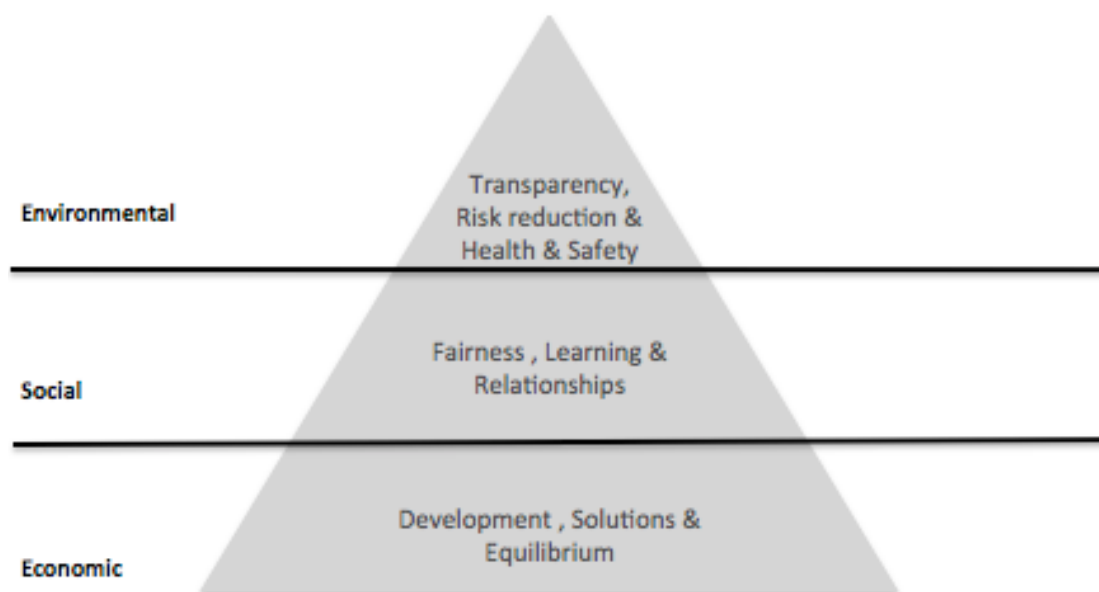 Transparency,
Environmental
Risk reduction &
Health & Safety
Fairness , Learning &
Social
Relationships
Development , Solutions &
Equilibrium
Economic